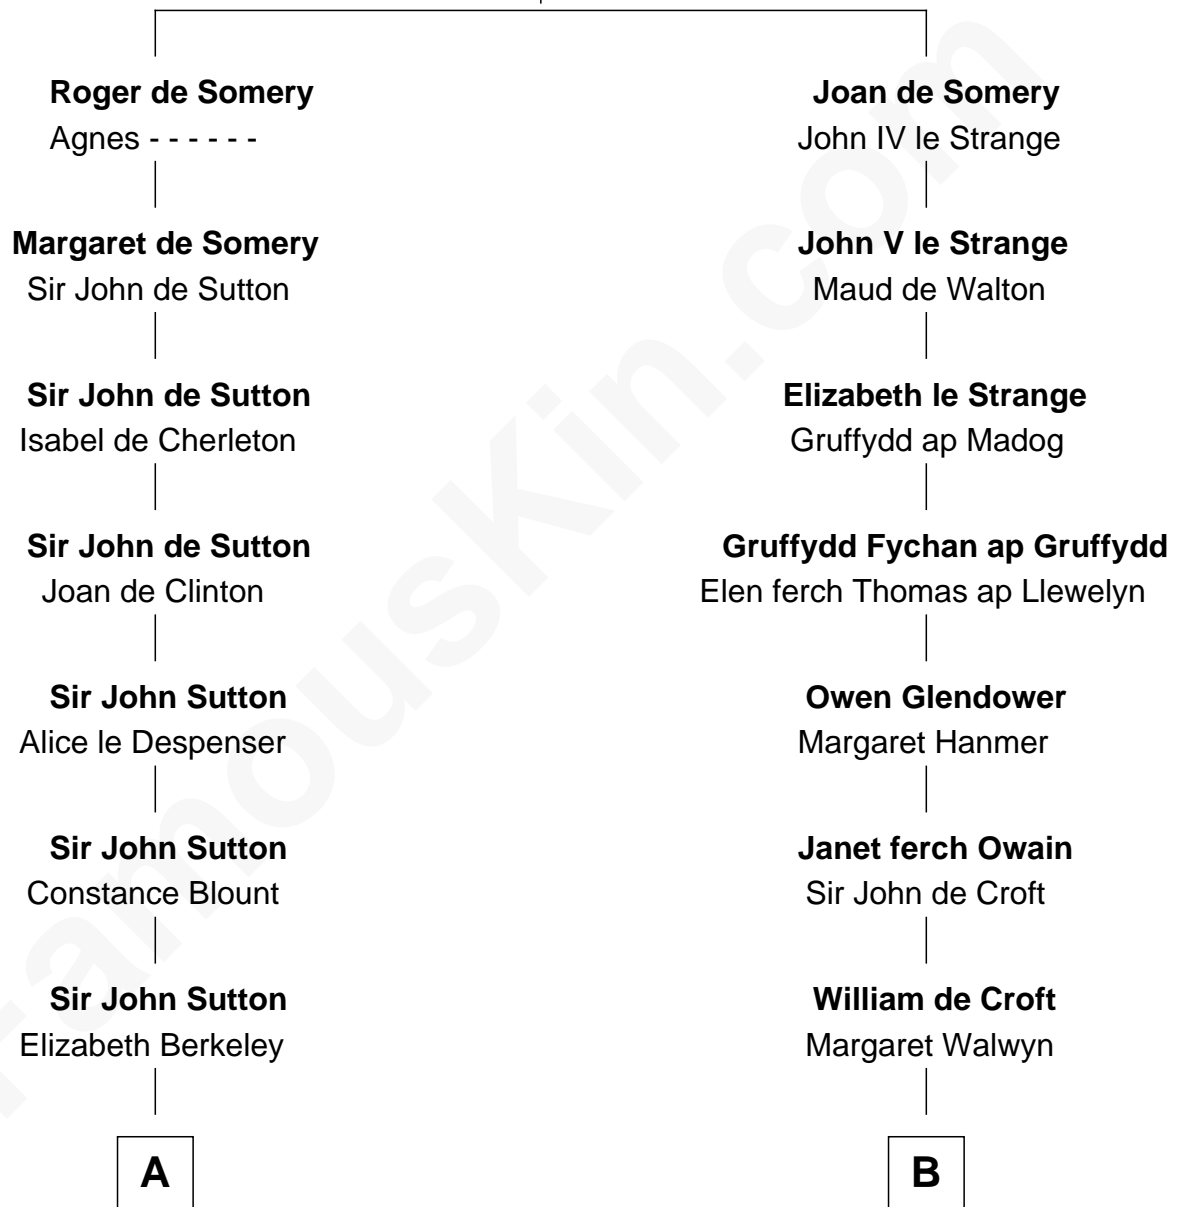 Roger de Somery
Agnes - - - - - -
Margaret de Somery
Sir John de Sutton
Sir John de Sutton
Isabel de Cherleton
Sir John de Sutton
Joan de Clinton
Sir John Sutton
Alice le Despenser
Sir John Sutton
Constance Blount
Sir John Sutton
Elizabeth Berkeley
A
Joan de Somery
John IV le Strange
John V le Strange
Maud de Walton
Elizabeth le Strange
Gruffydd ap Madog
Gruffydd Fychan ap Gruffydd
Elen ferch Thomas ap Llewelyn
Owen Glendower
Margaret Hanmer
Janet ferch Owain
Sir John de Croft
William de Croft
Margaret Walwyn
B
FamousKin.com